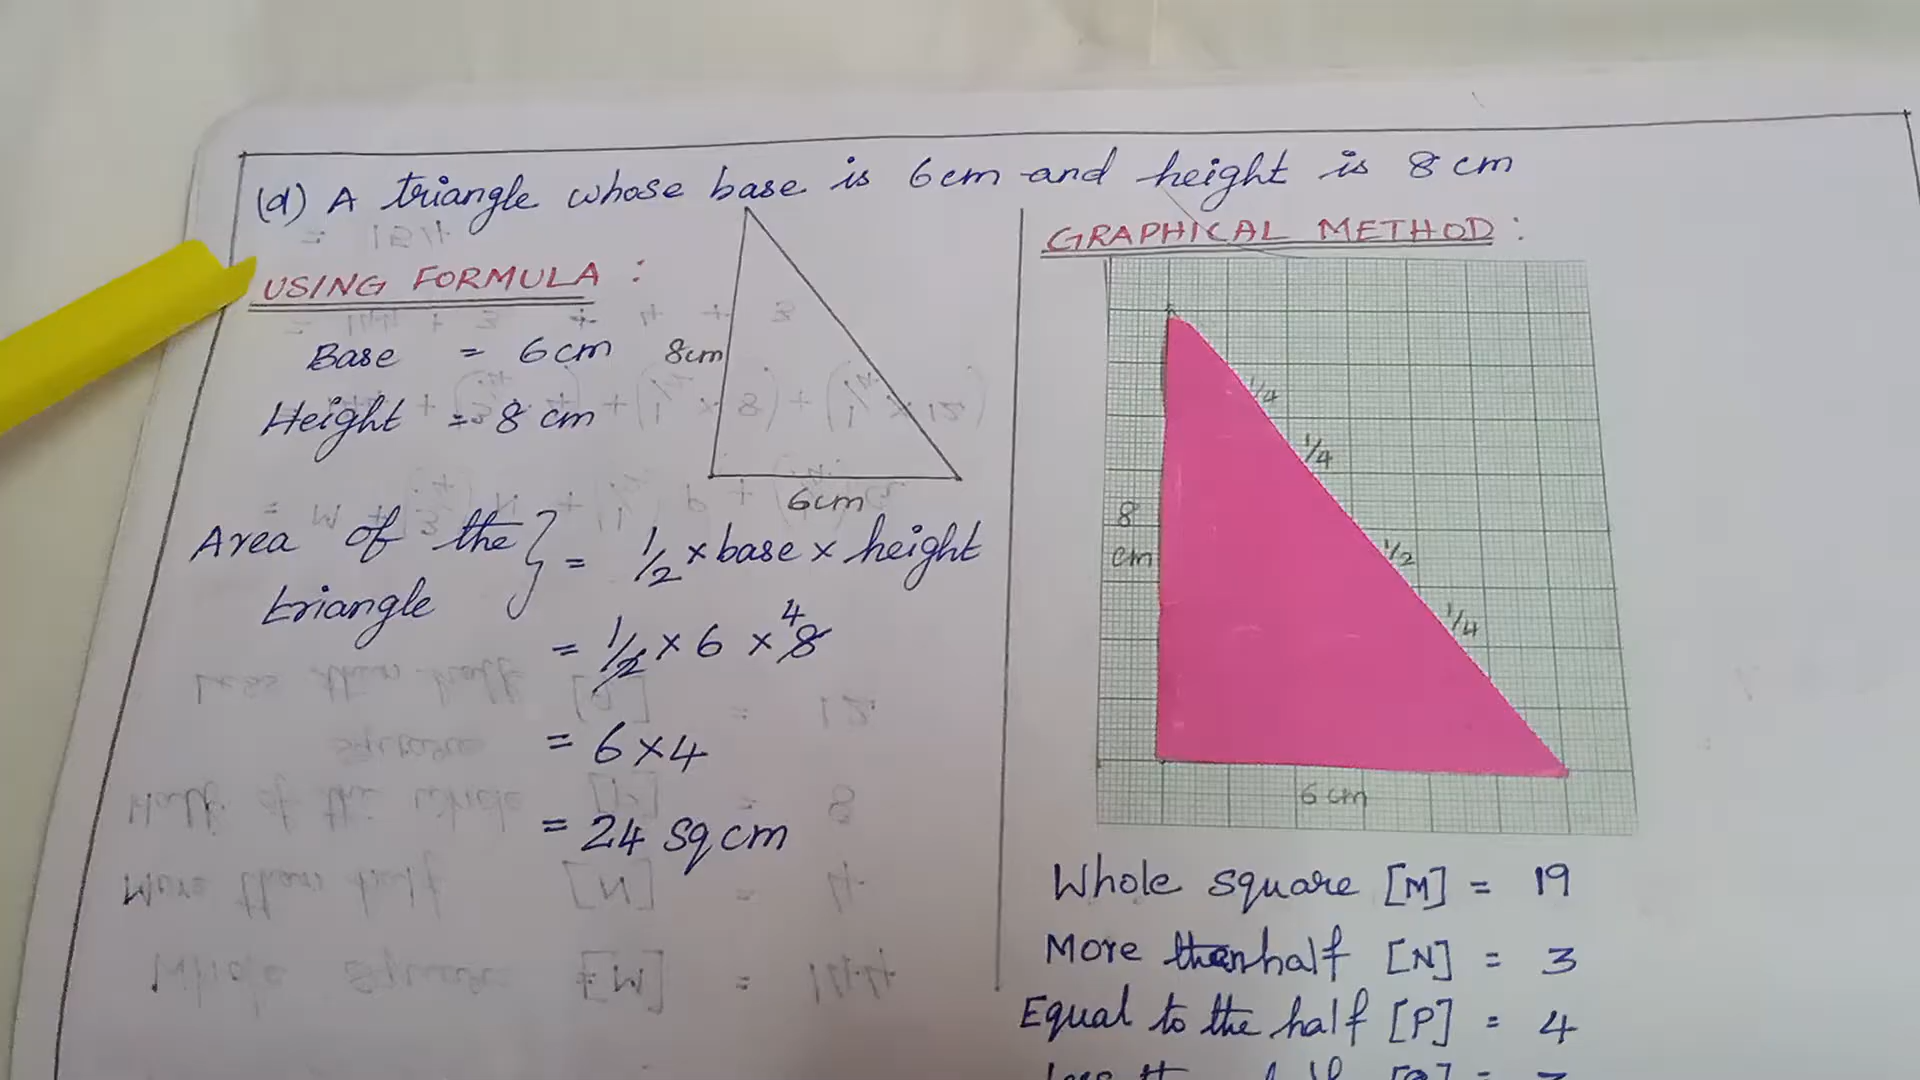 (d) A triangle whose base is 6cm and height is 8 cm
USING FORMULA :
Base = 6cm
Height = 8 cm
8cm
6cm
Area of the triangle } = 1/2 × base × height
= 1/2 × 6 × 8 4
= 6×4
= 24 sq cm
GRAPHICAL METHOD :
1/4
1/4
1/2
1/4
8
cm
6 cm
Whole square [M] = 19
More than half [N] = 3
Equal to the half [P] = 4